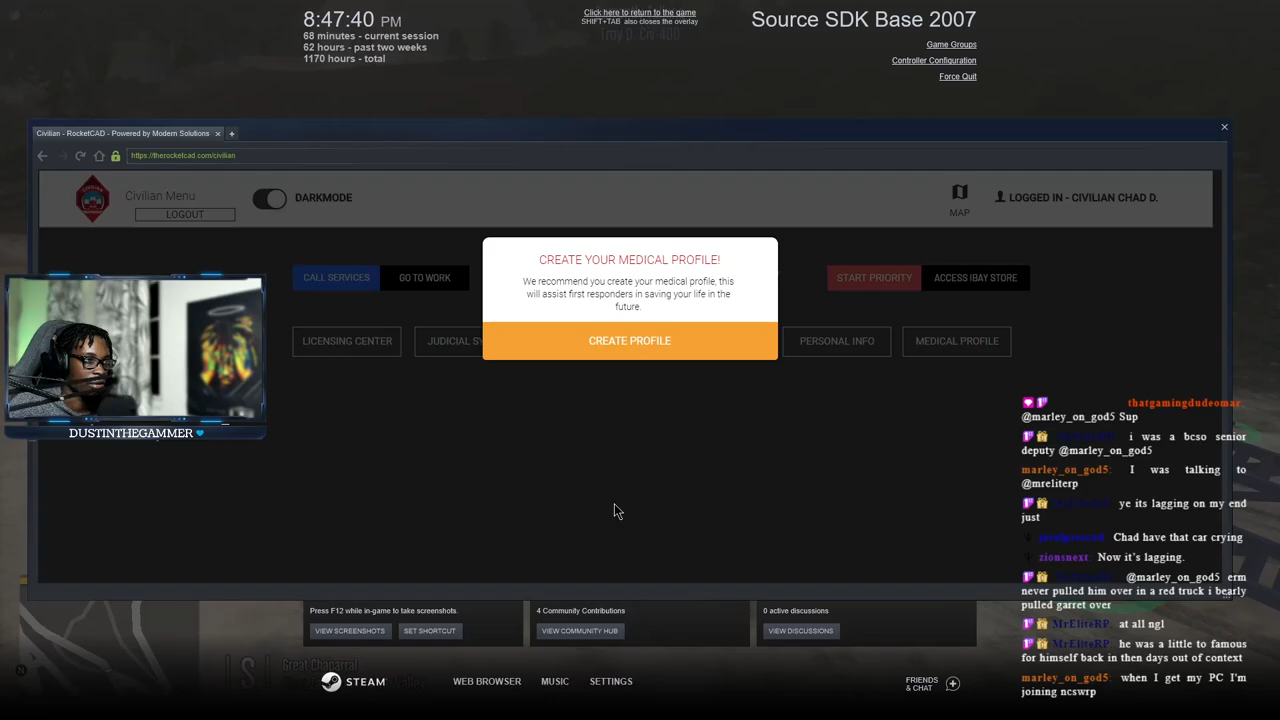 8:47:40 PM
68 minutes - current session
62 hours - past two weeks
1170 hours - total
Click here to return to the game
SHIFT+TAB also closes the overlay
Troy D. Civ-400
Source SDK Base 2007
Game Groups
Controller Configuration
Force Quit
Civilian - RocketCAD - Powered by Modern Solutions
https://therocketcad.com/civilian
Civilian Menu
LOGOUT
DARKMODE
MAP
LOGGED IN - CIVILIAN CHAD D.
CALL SERVICES
GO TO WORK
START PRIORITY
ACCESS IBAY STORE
LICENSING CENTER
JUDICIAL SY
PERSONAL INFO
MEDICAL PROFILE
CREATE YOUR MEDICAL PROFILE!
We recommend you create your medical profile, this
will assist first responders in saving your life in the
future.
CREATE PROFILE
DUSTINTHEGAMMER
thatgamingdudeomar:
@marley_on_god5 Sup
i was a bcso senior
deputy @marley_on_god5
marley_on_god5: I was talking to
@mreliterp
ye its lagging on my end
just
Chad have that car crying
zionsnext: Now it's lagging.
@marley_on_god5 erm
never pulled him over in a red truck i bearly
pulled garret over
MrEliteRP: at all ngl
MrEliteRP: he was a little to famous
for himself back in then days out of context
marley_on_god5: when I get my PC I'm
joining ncswrp
Press F12 while in-game to take screenshots.
VIEW SCREENSHOTS
SET SHORTCUT
4 Community Contributions
VIEW COMMUNITY HUB
0 active discussions
VIEW DISCUSSIONS
N
S
Great Chaparral
STEAM
WEB BROWSER
MUSIC
SETTINGS
FRIENDS
& CHAT